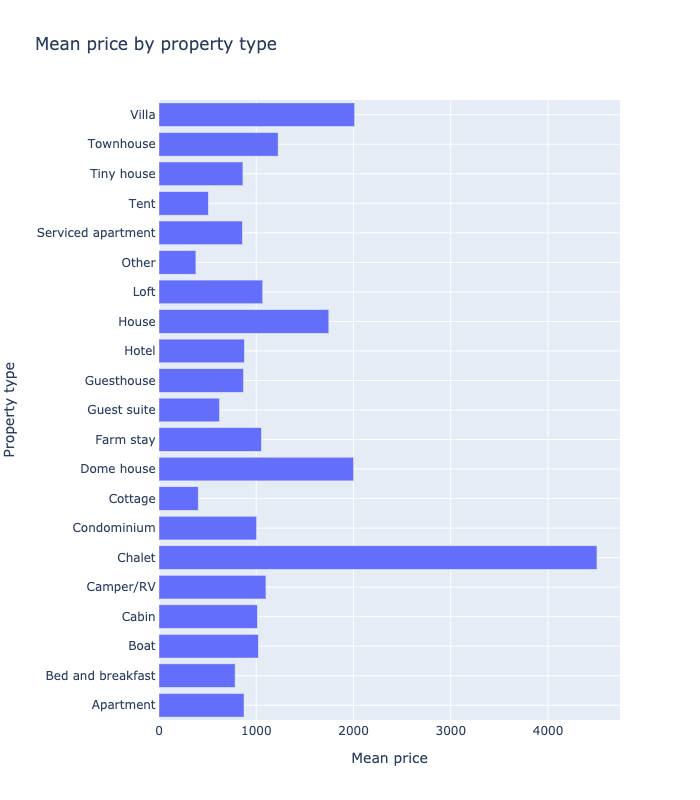 Mean price by property type
Villa
Townhouse
Tiny house
Tent
Serviced apartment
Other
Loft
House
Hotel
Guesthouse
Guest suite
Farm stay
Dome house
Cottage
Condominium
Chalet
Camper/RV
Cabin
Boat
Bed and breakfast
Apartment
Property type
0 1000 2000 3000 4000
Mean price